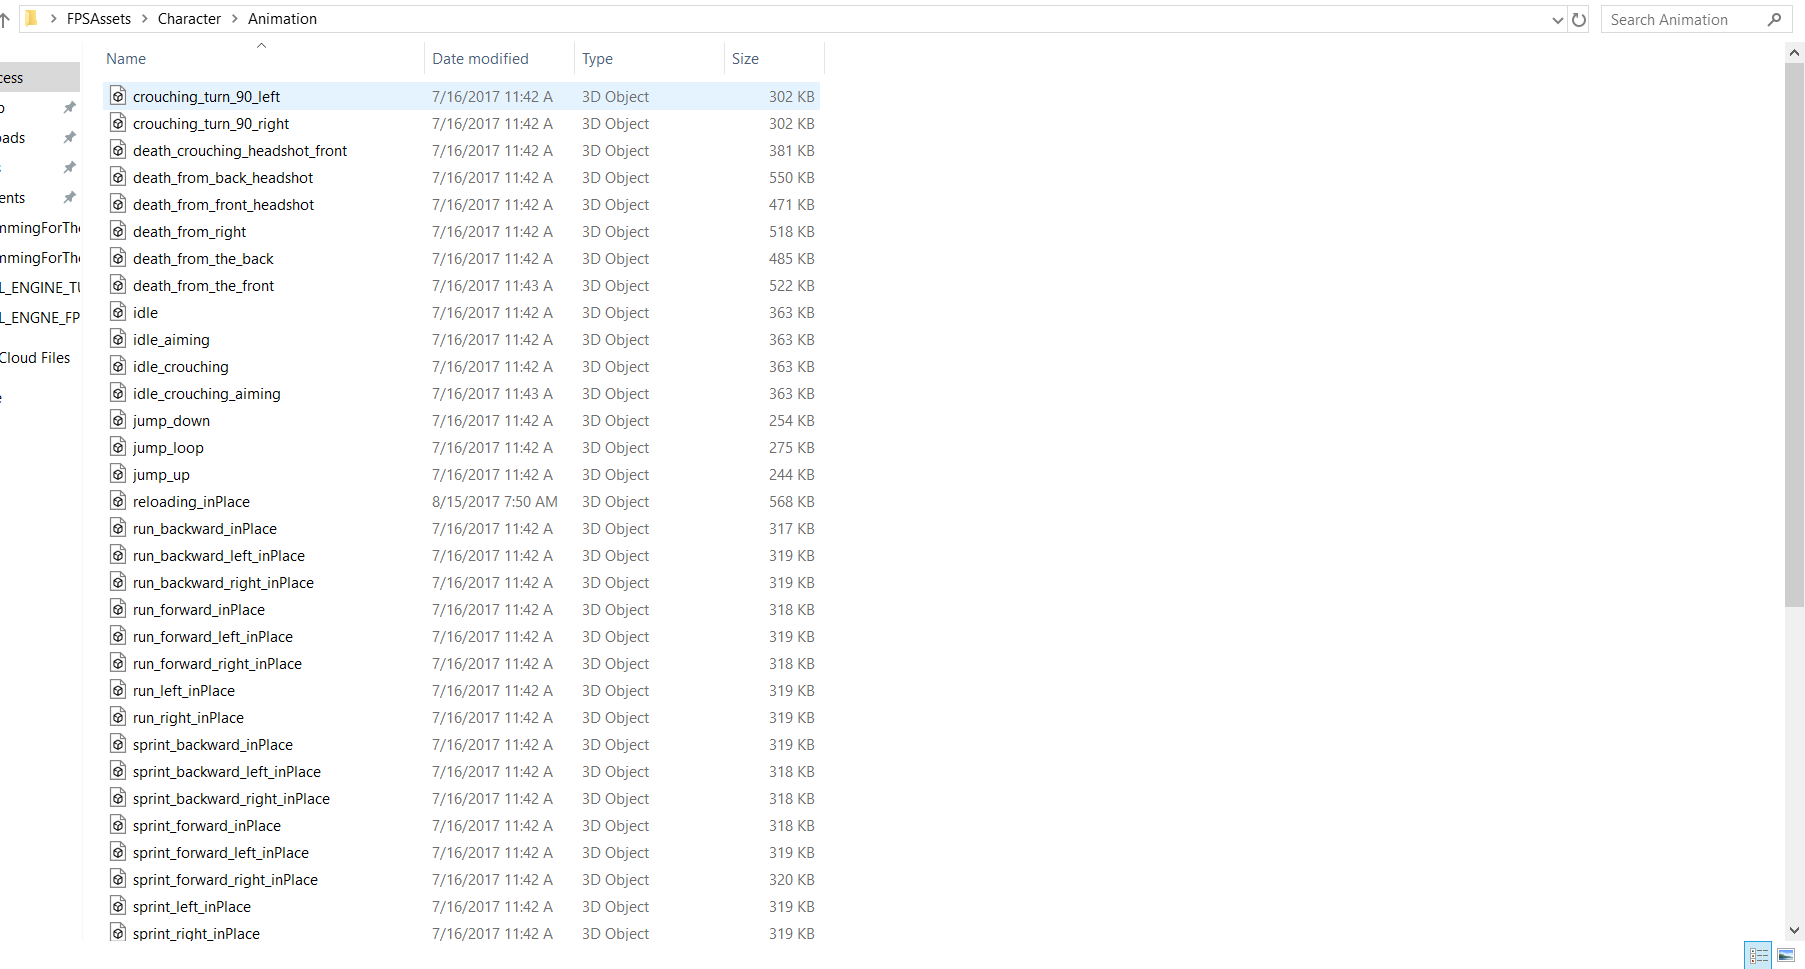 FPSAssets > Character > Animation
Search Animation
Name Date modified Type Size
cess
crouching_turn_90_left 7/16/2017 11:42 A 3D Object 302 KB
crouching_turn_90_right 7/16/2017 11:42 A 3D Object 302 KB
oads
death_crouching_headshot_front 7/16/2017 11:42 A 3D Object 381 KB
death_from_back_headshot 7/16/2017 11:42 A 3D Object 550 KB
ents
death_from_front_headshot 7/16/2017 11:42 A 3D Object 471 KB
mmingForThe
death_from_right 7/16/2017 11:42 A 3D Object 518 KB
mmingForThe
death_from_the_back 7/16/2017 11:42 A 3D Object 485 KB
L_ENGINE_TU
death_from_the_front 7/16/2017 11:43 A 3D Object 522 KB
L_ENGNE_FP
idle 7/16/2017 11:42 A 3D Object 363 KB
idle_aiming 7/16/2017 11:42 A 3D Object 363 KB
Cloud Files
idle_crouching 7/16/2017 11:42 A 3D Object 363 KB
idle_crouching_aiming 7/16/2017 11:43 A 3D Object 363 KB
jump_down 7/16/2017 11:42 A 3D Object 254 KB
jump_loop 7/16/2017 11:42 A 3D Object 275 KB
jump_up 7/16/2017 11:42 A 3D Object 244 KB
reloading_inPlace 8/15/2017 7:50 AM 3D Object 568 KB
run_backward_inPlace 7/16/2017 11:42 A 3D Object 317 KB
run_backward_left_inPlace 7/16/2017 11:42 A 3D Object 319 KB
run_backward_right_inPlace 7/16/2017 11:42 A 3D Object 319 KB
run_forward_inPlace 7/16/2017 11:42 A 3D Object 318 KB
run_forward_left_inPlace 7/16/2017 11:42 A 3D Object 319 KB
run_forward_right_inPlace 7/16/2017 11:42 A 3D Object 318 KB
run_left_inPlace 7/16/2017 11:42 A 3D Object 319 KB
run_right_inPlace 7/16/2017 11:42 A 3D Object 319 KB
sprint_backward_inPlace 7/16/2017 11:42 A 3D Object 319 KB
sprint_backward_left_inPlace 7/16/2017 11:42 A 3D Object 318 KB
sprint_backward_right_inPlace 7/16/2017 11:42 A 3D Object 318 KB
sprint_forward_inPlace 7/16/2017 11:42 A 3D Object 318 KB
sprint_forward_left_inPlace 7/16/2017 11:42 A 3D Object 319 KB
sprint_forward_right_inPlace 7/16/2017 11:42 A 3D Object 320 KB
sprint_left_inPlace 7/16/2017 11:42 A 3D Object 319 KB
sprint_right_inPlace 7/16/2017 11:42 A 3D Object 319 KB